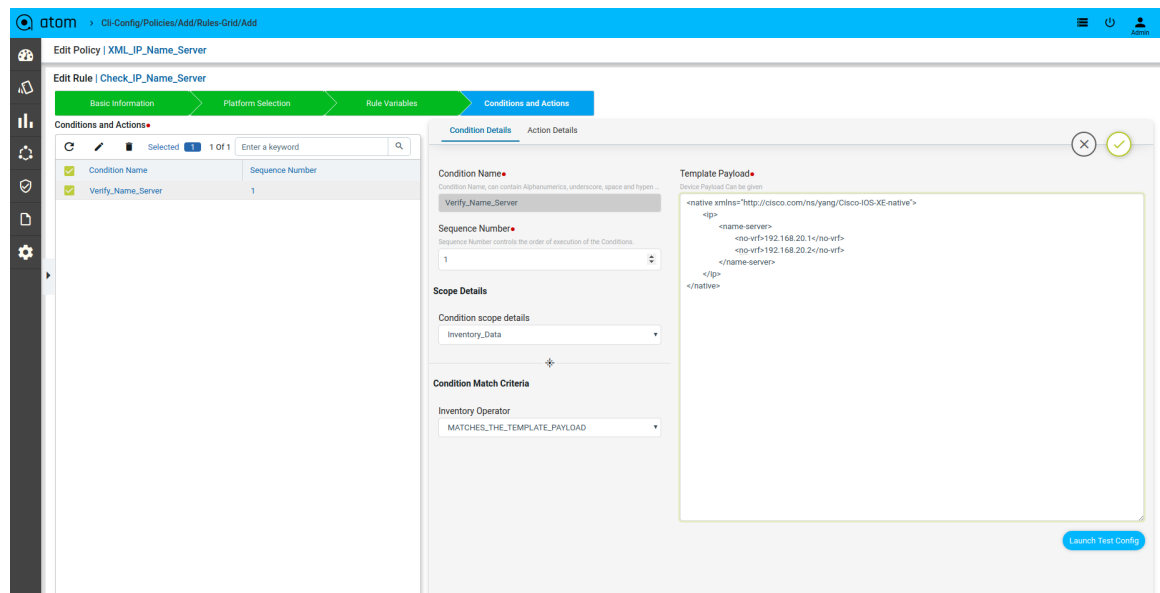 atom > Cli-Config/Policies/Add/Rules-Grid/Add
Admin
Edit Policy | XML_IP_Name_Server
Edit Rule | Check_IP_Name_Server
Basic Information
Platform Selection
Rule Variables
Conditions and Actions
Conditions and Actions
Selected 1 1 Of 1 Enter a keyword
Condition Name Sequence Number
Verify_Name_Server 1
Condition Details Action Details
Condition Name
Condition Name, can contain Alphanumerics, underscore, space and hypen ...
Verify_Name_Server
Sequence Number
Sequence Number controls the order of execution of the Conditions.
1
Scope Details
Condition scope details
Inventory_Data
Condition Match Criteria
Inventory Operator
MATCHES_THE_TEMPLATE_PAYLOAD
Template Payload
Device Payload Can be given
<native xmlns="http://cisco.com/ns/yang/Cisco-IOS-XE-native">
<ip>
<name-server>
<no-vrf>192.168.20.1</no-vrf>
<no-vrf>192.168.20.2</no-vrf>
</name-server>
</ip>
</native>
Launch Test Config